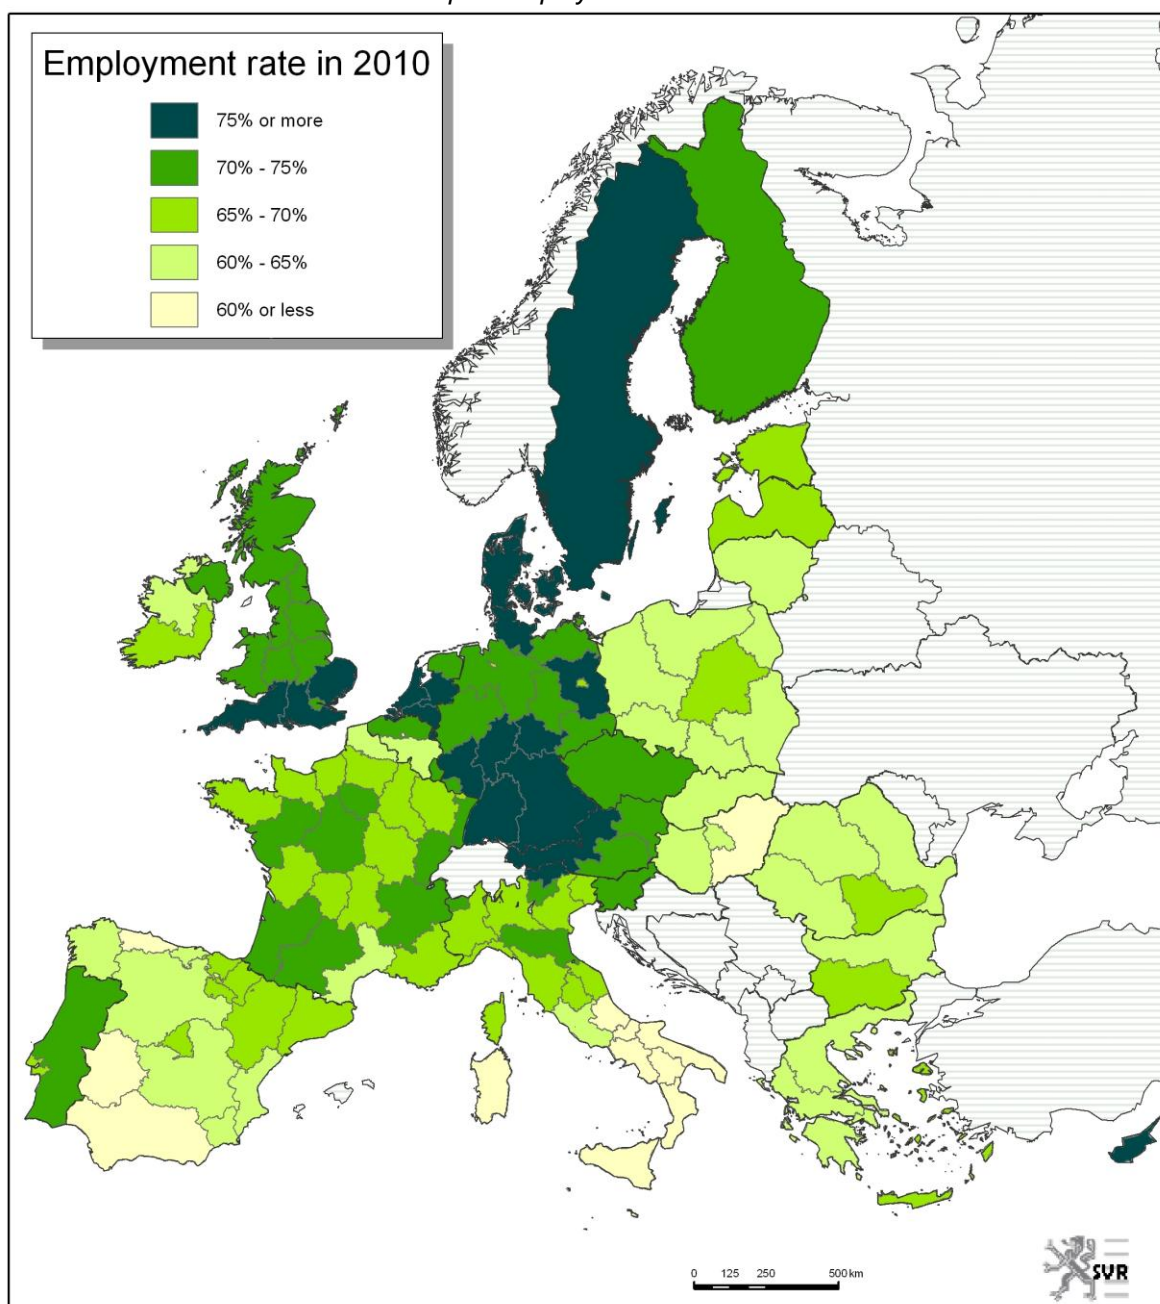 Employment rate in 2010
75% or more
70% - 75%
65% - 70%
60% - 65%
60% or less
0 125 250 500 km
SVR